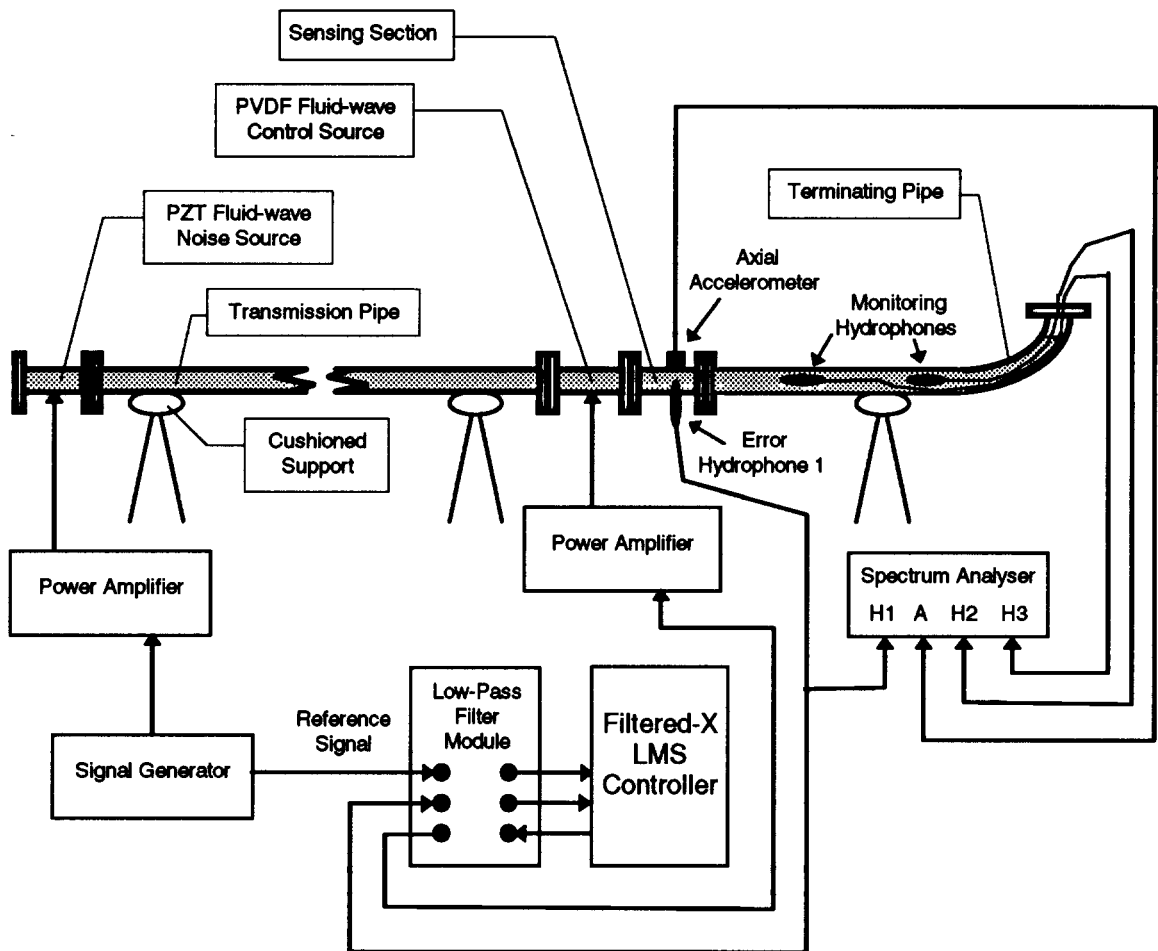 Sensing Section
PVDF Fluid-wave
Control Source
PZT Fluid-wave
Noise Source
Terminating Pipe
Axial
Accelerometer
Transmission Pipe
Monitoring
Hydrophones
Cushioned
Support
Error
Hydrophone 1
Power Amplifier
Power Amplifier
Spectrum Analyser
H1 A H2 H3
Signal Generator
Reference
Signal
Low-Pass
Filter
Module
Filtered-X
LMS
Controller